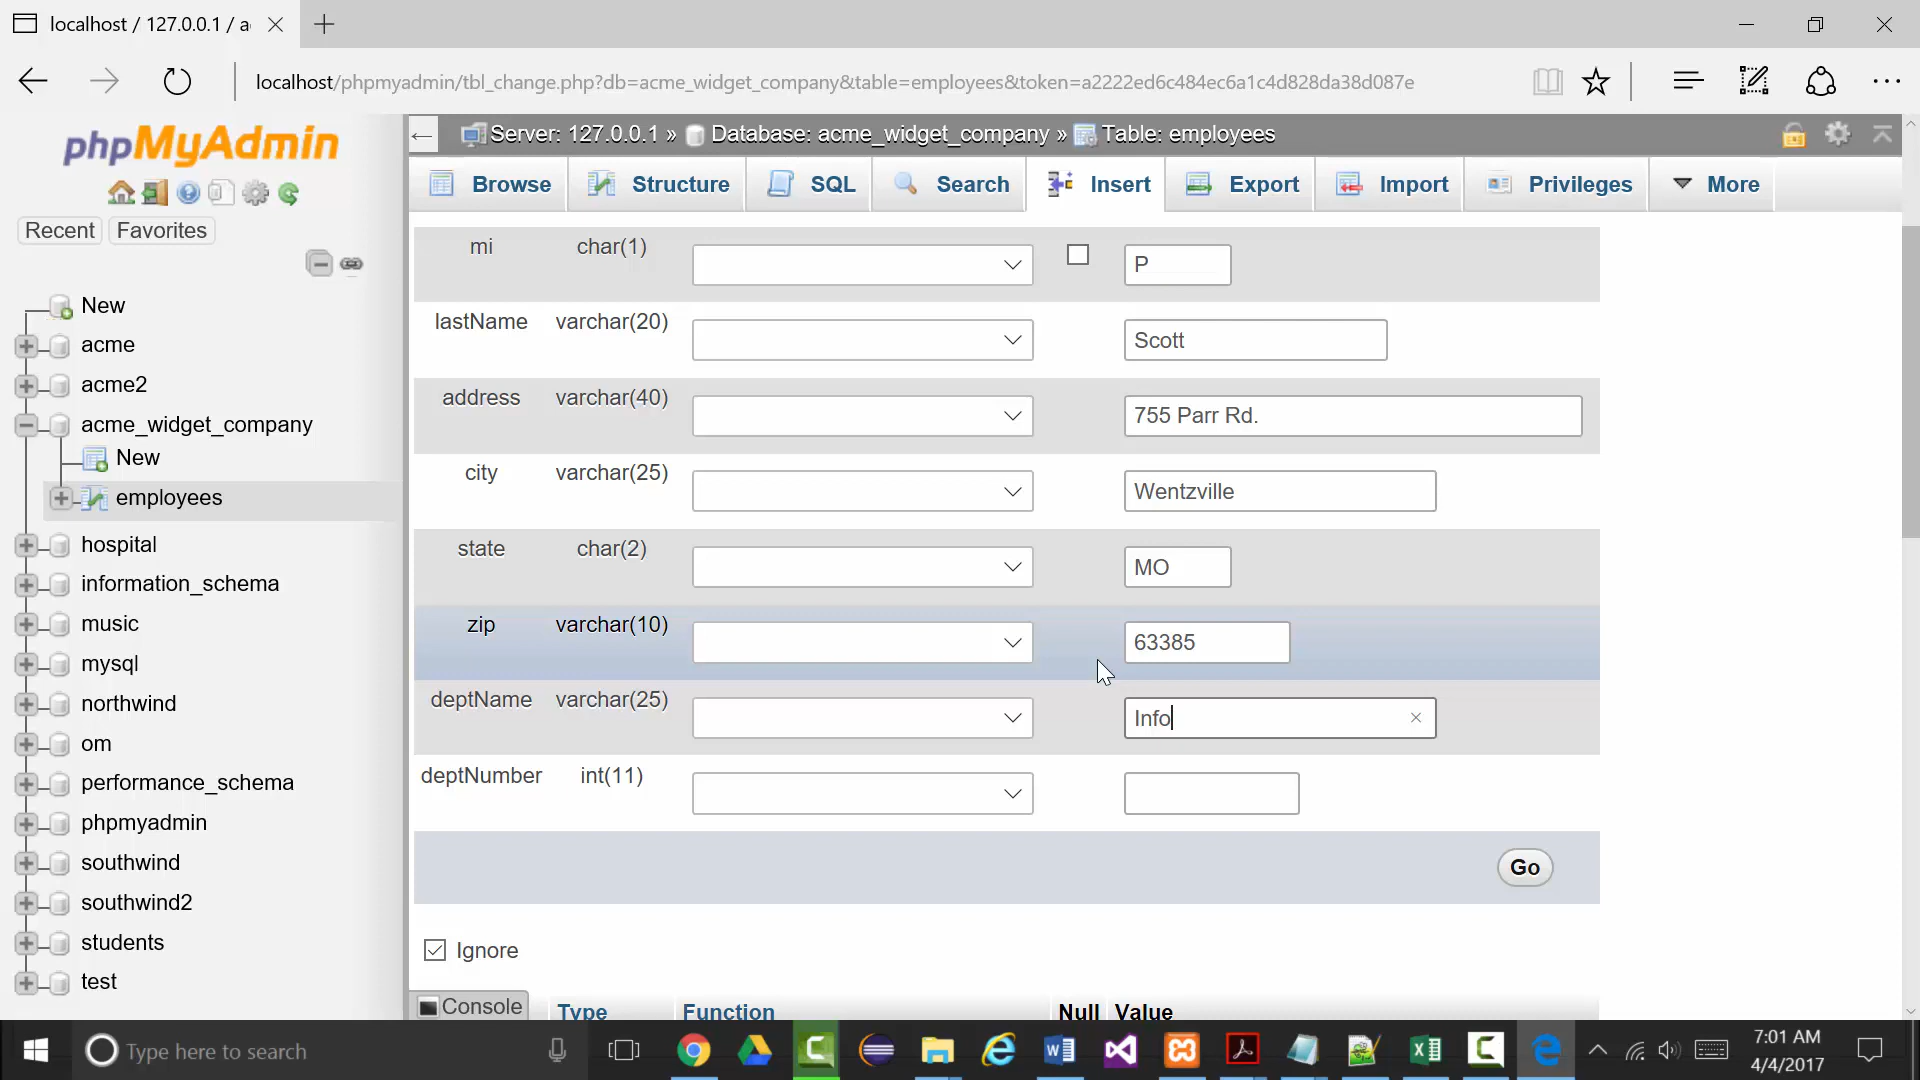 localhost / 127.0.0.1 / a
localhost/phpmyadmin/tbl_change.php?db=acme_widget_company&table=employees&token=a2222ed6c484ec6a1c4d828da38d087e
phpMyAdmin
Recent Favorites
New
acme
acme2
acme_widget_company
New
employees
hospital
information_schema
music
mysql
northwind
om
performance_schema
phpmyadmin
southwind
southwind2
students
test
Server: 127.0.0.1 » Database: acme_widget_company » Table: employees
Browse Structure SQL Search Insert Export Import Privileges More
mi char(1) P
lastName varchar(20) Scott
address varchar(40) 755 Parr Rd.
city varchar(25) Wentzville
state char(2) MO
zip varchar(10) 63385
deptName varchar(25) Info
deptNumber int(11)
Go
Ignore
Console Type Function Null Value
Type here to search
7:01 AM
4/4/2017